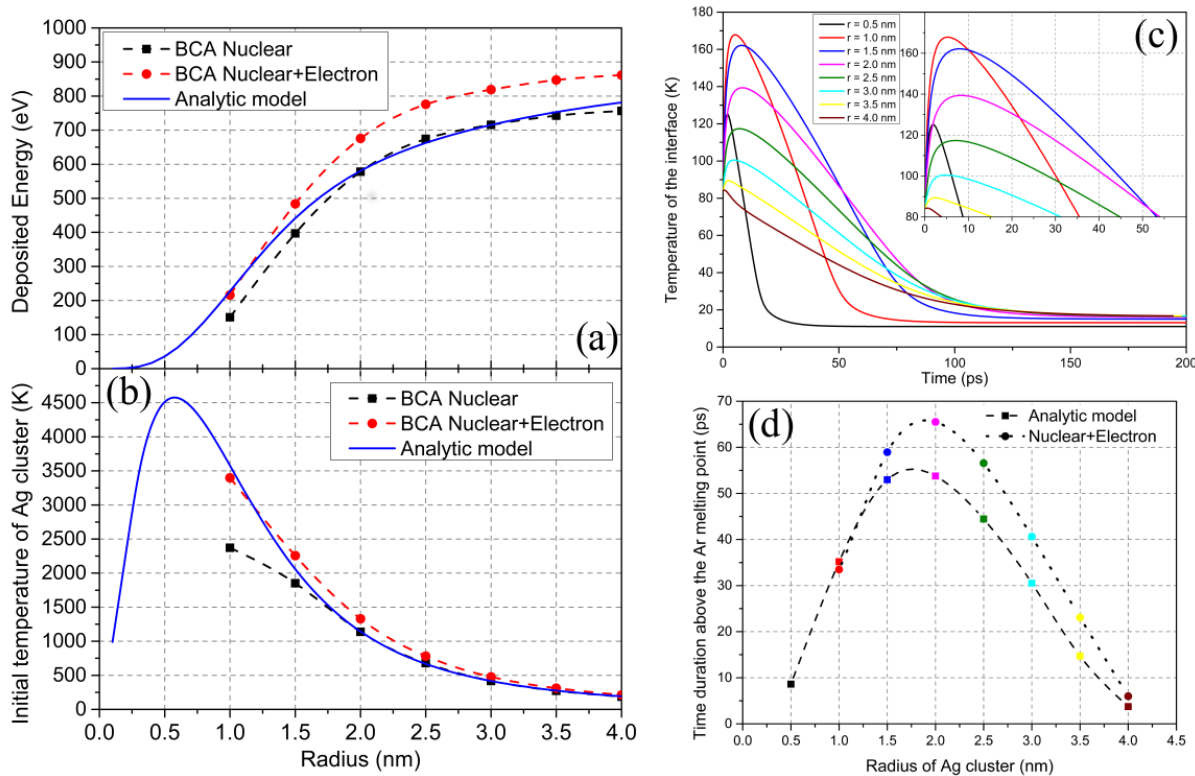 1000
900
800
700
600
500
400
300
200
100
0
Deposited Energy (eV)
BCA Nuclear
BCA Nuclear+Electron
Analytic model
(a)
4500
4000
3500
3000
2500
2000
1500
1000
500
0
Initial temperature of Ag cluster (K)
(b)
BCA Nuclear
BCA Nuclear+Electron
Analytic model
0.0 0.5 1.0 1.5 2.0 2.5 3.0 3.5 4.0
Radius (nm)
180
160
140
120
100
80
60
40
20
0
Temperature of the interface (K)
r = 0.5 nm
r = 1.0 nm
r = 1.5 nm
r = 2.0 nm
r = 2.5 nm
r = 3.0 nm
r = 3.5 nm
r = 4.0 nm
(c)
160
140
120
100
80
0 10 20 30 40 50
0 25 50 75 100 125 150 175 200
Time (ps)
70
60
50
40
30
20
10
0
Time duration above the Ar melting point (ps)
(d)
Analytic model
Nuclear+Electron
0.0 0.5 1.0 1.5 2.0 2.5 3.0 3.5 4.0 4.5
Radius of Ag cluster (nm)